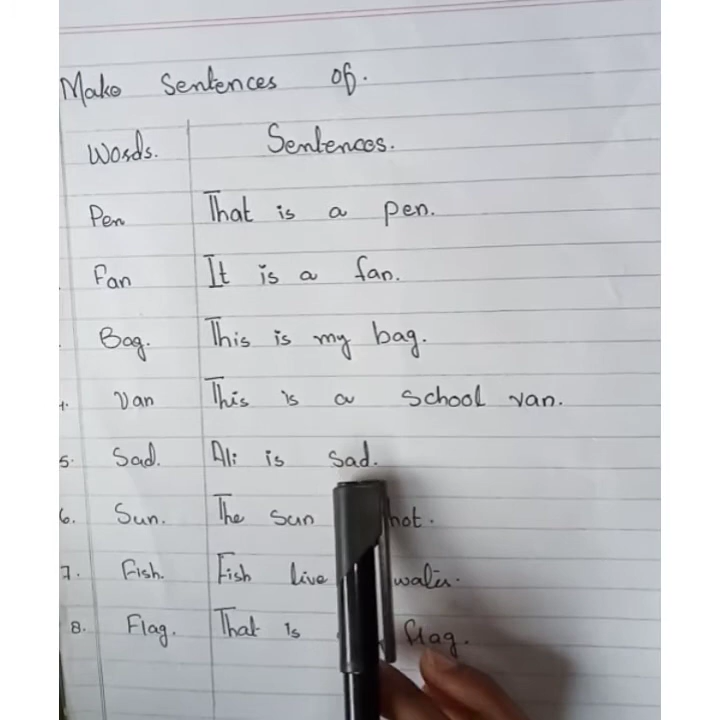 Make Sentences of.
Words. Sentences.
Pen That is a pen.
Fan It is a fan.
Bag. This is my bag.
4. Van This is a School van.
5. Sad. Ali is sad.
6. Sun. The sun hot.
7. Fish. Fish live water.
8. Flag. That is flag.